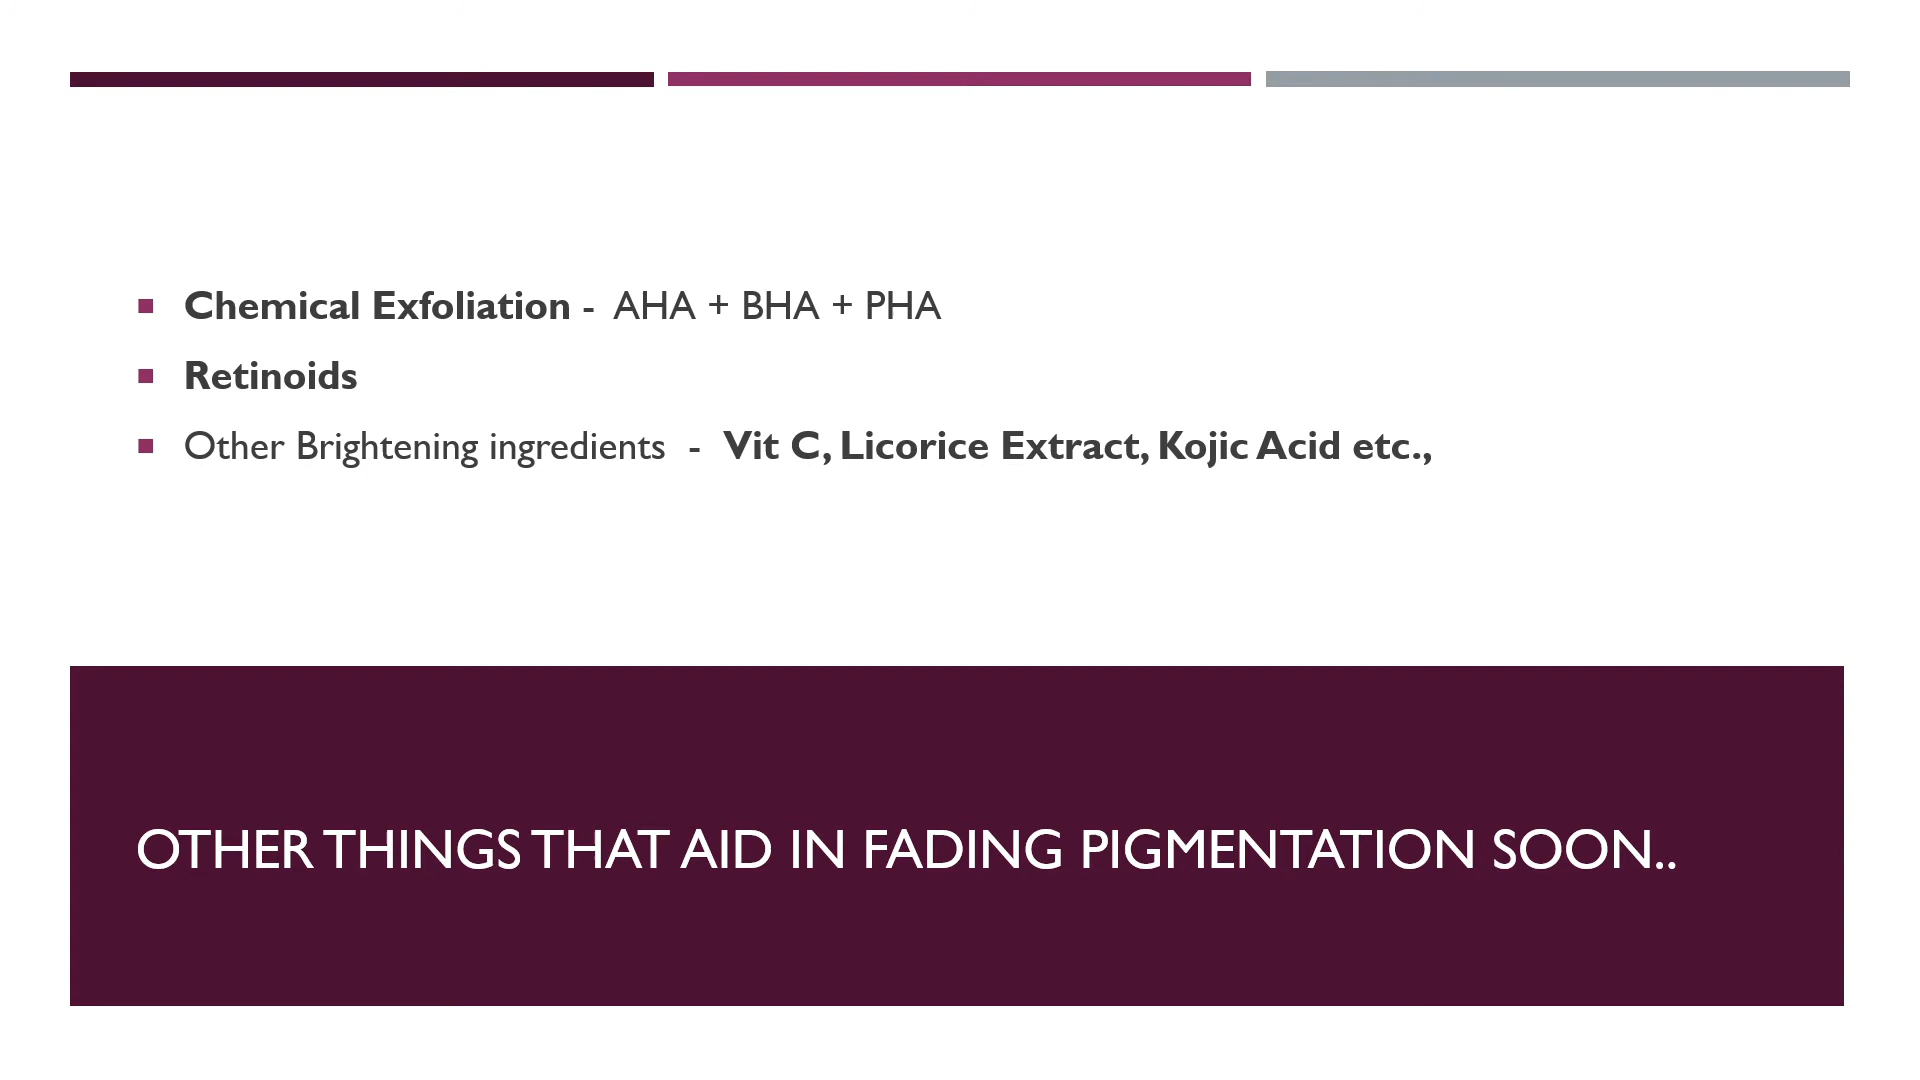 Chemical Exfoliation - AHA + BHA + PHA
Retinoids
Other Brightening ingredients - Vit C, Licorice Extract, Kojic Acid etc.,
OTHER THINGS THAT AID IN FADING PIGMENTATION SOON..